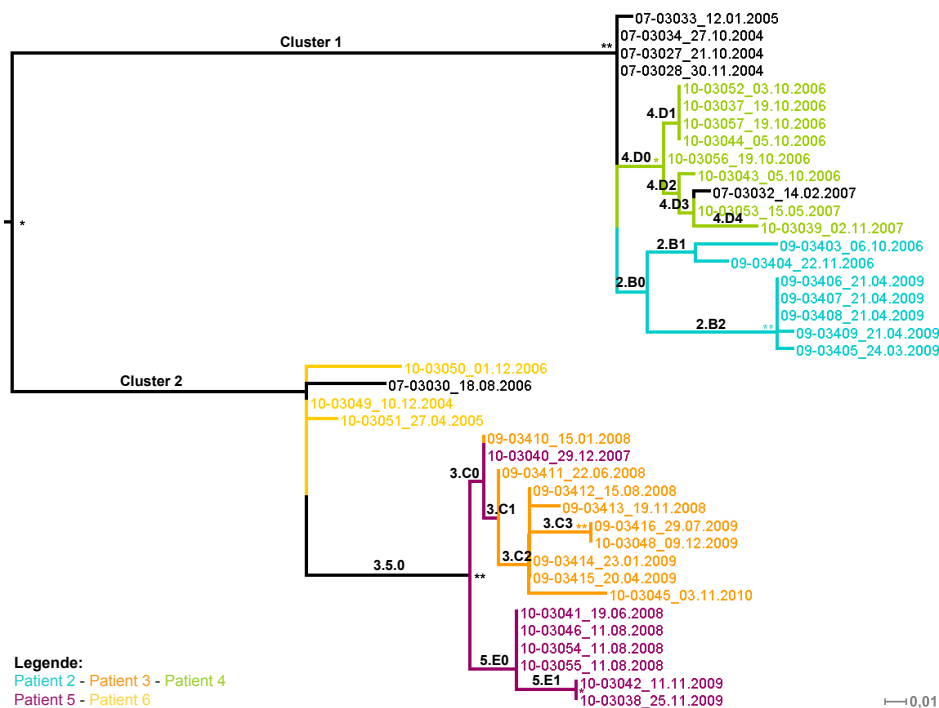 07-03033_12.01.2005
Cluster 1
**
07-03034_27.10.2004
07-03027_21.10.2004
07-03028_30.11.2004
10-03052_03.10.2006
10-03037_19.10.2006
4.D1
10-03057_19.10.2006
10-03044_05.10.2006
4.D0
*
10-03056_19.10.2006
10-03043_05.10.2006
4.D2
07-03032_14.02.2007
4.D3
10-03053_15.05.2007
4.D4
10-03039_02.11.2007
*
2.B1
09-03403_06.10.2006
09-03404_22.11.2006
2.B0
09-03406_21.04.2009
09-03407_21.04.2009
09-03408_21.04.2009
2.B2
**
09-03409_21.04.2009
09-03405_24.03.2009
10-03050_01.12.2006
Cluster 2
07-03030_18.08.2006
10-03049_10.12.2004
10-03051_27.04.2005
09-03410_15.01.2008
10-03040_29.12.2007
3.C0
09-03411_22.06.2008
09-03412_15.08.2008
3.C1
09-03413_19.11.2008
3.C3
**
09-03416_29.07.2009
10-03048_09.12.2009
3.C2
09-03414_23.01.2009
3.5.0
**
09-03415_20.04.2009
10-03045_03.11.2010
10-03041_19.06.2008
10-03046_11.08.2008
10-03054_11.08.2008
5.E0
10-03055_11.08.2008
5.E1
*
10-03042_11.11.2009
10-03038_25.11.2009
Legende:
Patient 2 - Patient 3 - Patient 4
Patient 5 - Patient 6
0,01